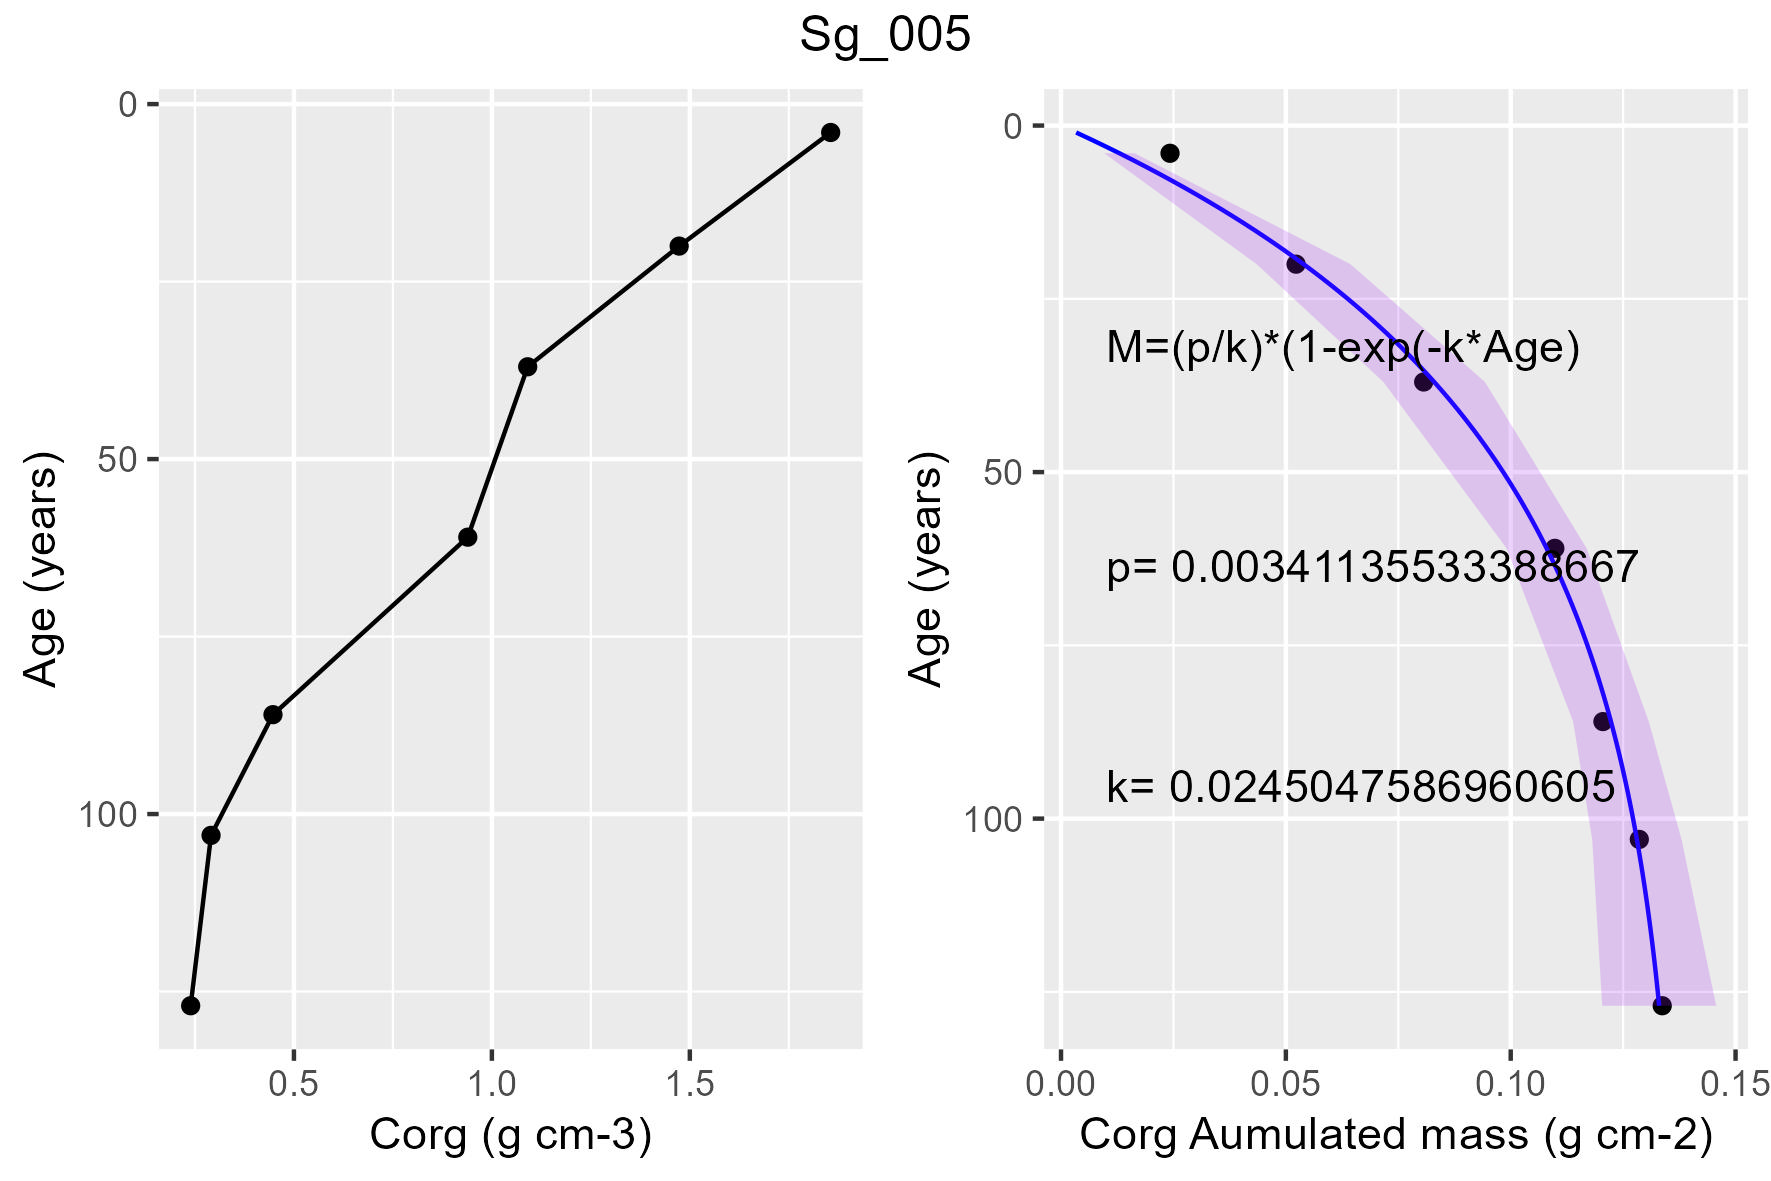 Sg_005
0
50
100
Age (years)
0.5
1.0
1.5
Corg (g cm-3)
0
50
100
Age (years)
M=(p/k)*(1-exp(-k*Age)
p= 0.00341135533388667
k= 0.0245047586960605
0.00
0.05
0.10
0.15
Corg Aumulated mass (g cm-2)